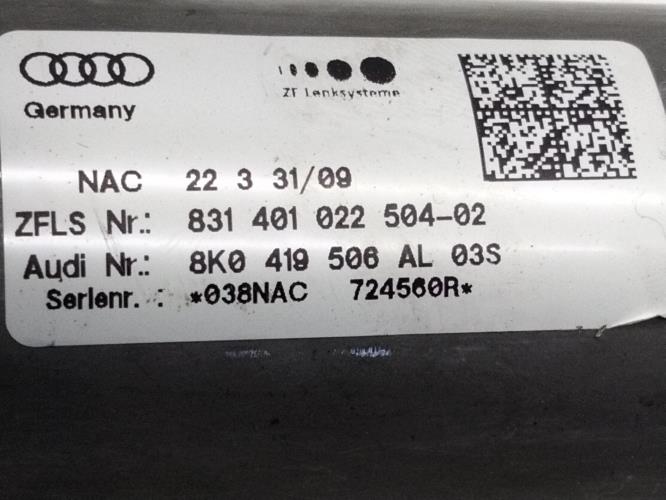 Germany
ZF Lenksysteme
NAC 22 3 31/09
ZFLS Nr.: 831 401 022 504-02
Audi Nr.: 8K0 419 506 AL 03S
Serienr. : *038NAC 724560R*